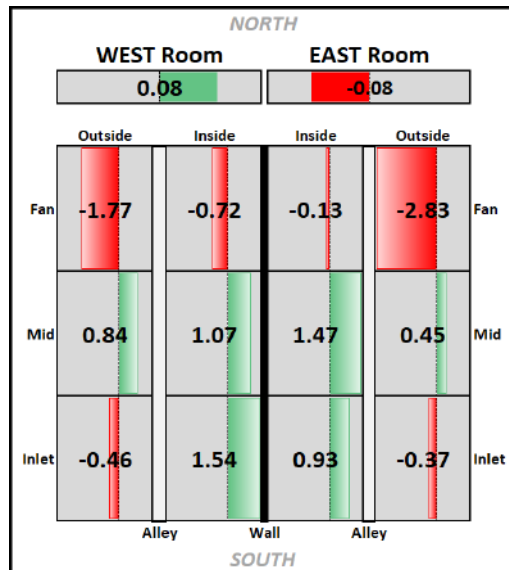 NORTH
WEST Room EAST Room
0.08 -0.08
Outside Inside Inside Outside
Fan -1.77 -0.72 -0.13 -2.83 Fan
Mid 0.84 1.07 1.47 0.45 Mid
Inlet -0.46 1.54 0.93 -0.37 Inlet
Alley Wall Alley
SOUTH